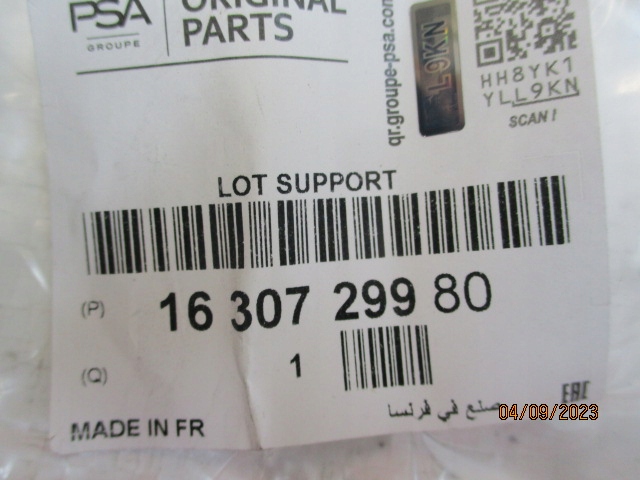 PSA
GROUPE
ORIGINAL
PARTS
qr.groupe-psa.com
L9KN
HH8YK1
YLL9KN
SCAN!
LOT SUPPORT
(P) 16 307 299 80
(Q) 1
MADE IN FR
صنع في فرنسا
EAC
04/09/2023